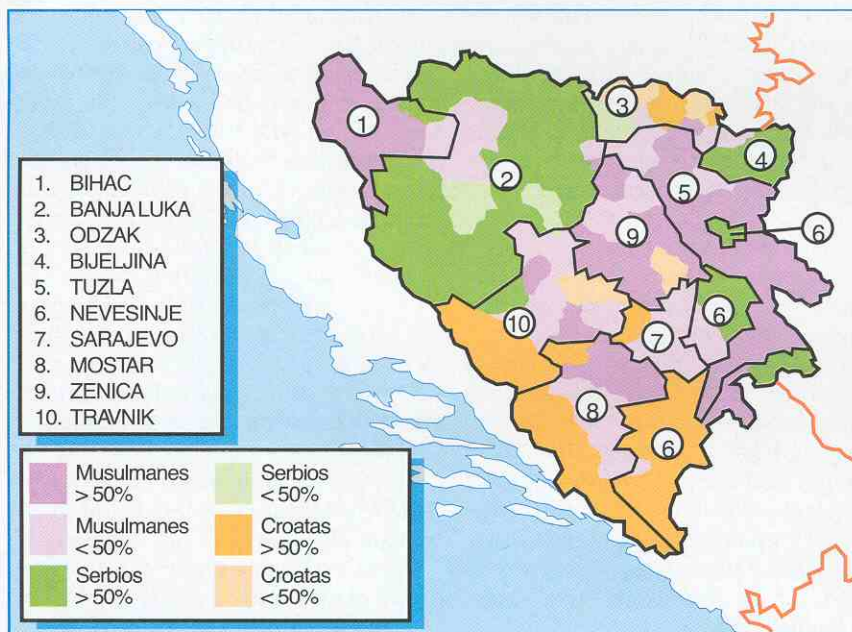 1
2
3
4
5
6
9
10
7
6
8
6
1. BIHAC
2. BANJA LUKA
3. ODZAK
4. BIJELJINA
5. TUZLA
6. NEVESINJE
7. SARAJEVO
8. MOSTAR
9. ZENICA
10. TRAVNIK
Musulmanes
> 50%
Musulmanes
< 50%
Serbios
> 50%
Serbios
< 50%
Croatas
> 50%
Croatas
< 50%